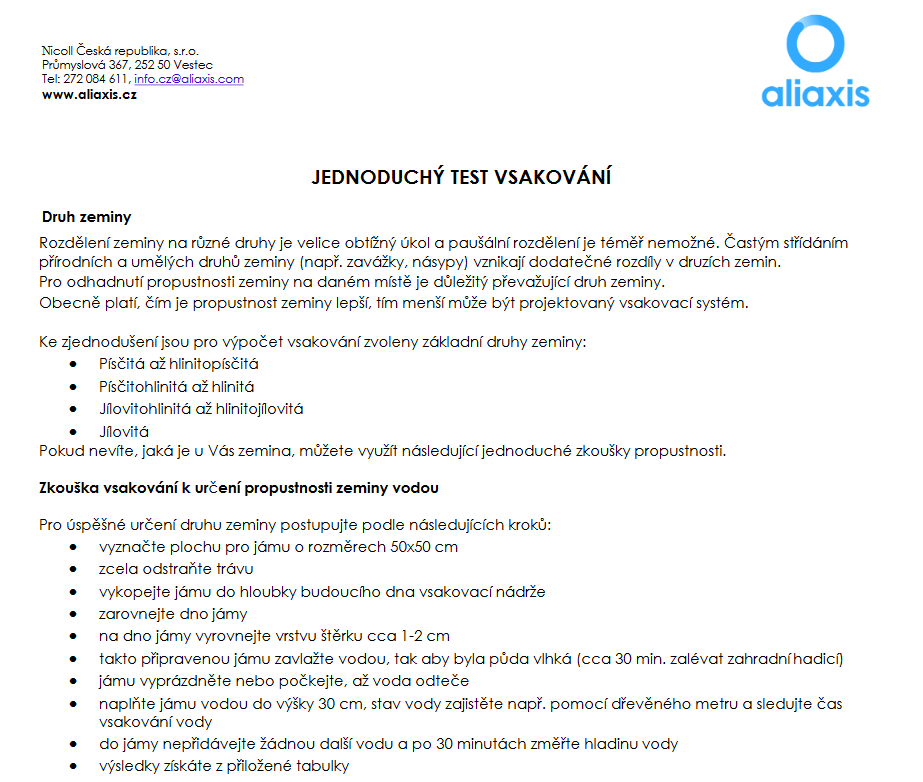 Nicoll Česká republika, s.r.o.
Průmyslová 367, 252 50 Vestec
Tel: 272 084 611, info.cz@aliaxis.com
www.aliaxis.cz
aliaxis
JEDNODUCHÝ TEST VSAKOVÁNÍ
Druh zeminy
Rozdělení zeminy na různé druhy je velice obtížný úkol a paušální rozdělení je téměř nemožné. Častým střídáním
přírodních a umělých druhů zeminy (např. zavážky, násypy) vznikají dodatečné rozdíly v druzích zemin.
Pro odhadnutí propustnosti zeminy na daném místě je důležitý převažující druh zeminy.
Obecně platí, čím je propustnost zeminy lepší, tím menší může být projektovaný vsakovací systém.
Ke zjednodušení jsou pro výpočet vsakování zvoleny základní druhy zeminy:
• Písčitá až hlinitopísčitá
• Písčitohlinitá až hlinitá
• Jílovitohlinitá až hlinitojílovitá
• Jílovitá
Pokud nevíte, jaká je u Vás zemina, můžete využít následující jednoduché zkoušky propustnosti.
Zkouška vsakování k určení propustnosti zeminy vodou
Pro úspěšné určení druhu zeminy postupujte podle následujících kroků:
• vyznačte plochu pro jámu o rozměrech 50x50 cm
• zcela odstraňte trávu
• vykopejte jámu do hloubky budoucího dna vsakovací nádrže
• zarovnejte dno jámy
• na dno jámy vyrovnejte vrstvu štěrku cca 1-2 cm
• takto připravenou jámu zavlažte vodou, tak aby byla půda vlhká (cca 30 min. zalévat zahradní hadicí)
• jámu vyprázdněte nebo počkejte, až voda odteče
• naplňte jámu vodou do výšky 30 cm, stav vody zajistěte např. pomocí dřevěného metru a sledujte čas
vsakování vody
• do jámy nepřidávejte žádnou další vodu a po 30 minutách změřte hladinu vody
• výsledky získáte z přiložené tabulky